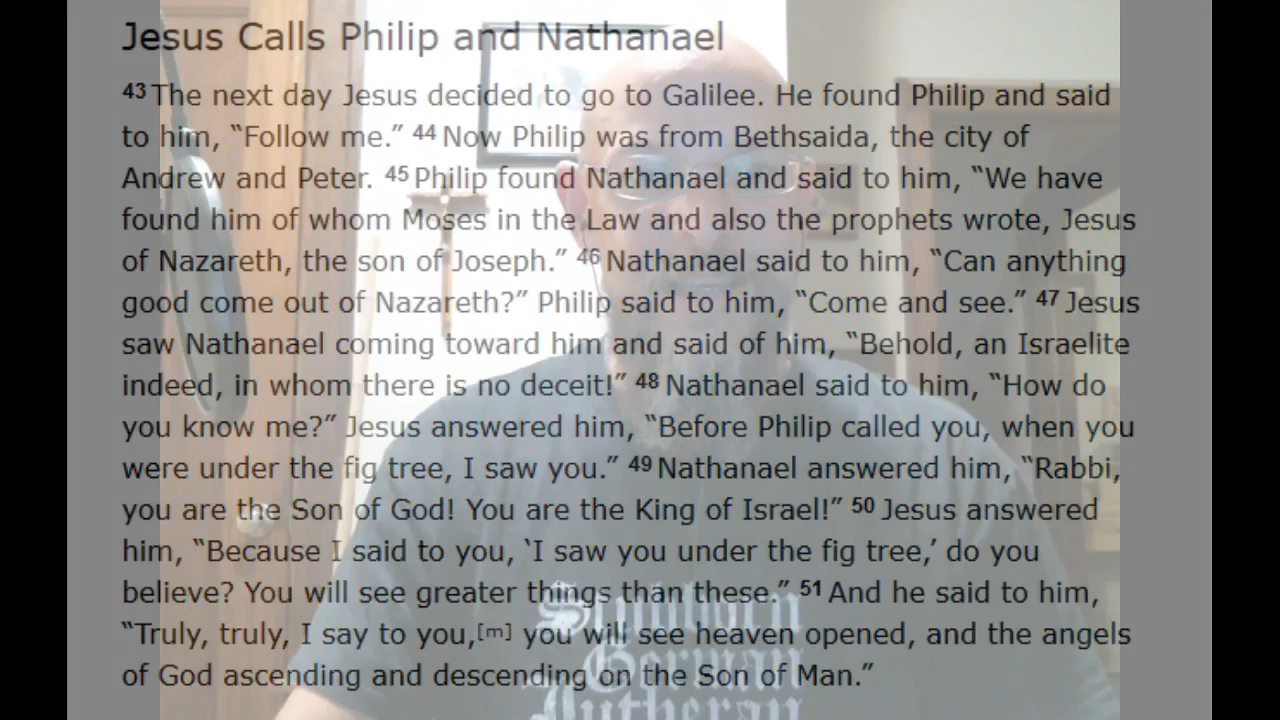 Jesus Calls Philip and Nathanael
43 The next day Jesus decided to go to Galilee. He found Philip and said
to him, “Follow me.” 44 Now Philip was from Bethsaida, the city of
Andrew and Peter. 45 Philip found Nathanael and said to him, “We have
found him of whom Moses in the Law and also the prophets wrote, Jesus
of Nazareth, the son of Joseph.” 46 Nathanael said to him, “Can anything
good come out of Nazareth?” Philip said to him, “Come and see.” 47 Jesus
saw Nathanael coming toward him and said of him, “Behold, an Israelite
indeed, in whom there is no deceit!” 48 Nathanael said to him, “How do
you know me?” Jesus answered him, “Before Philip called you, when you
were under the fig tree, I saw you.” 49 Nathanael answered him, “Rabbi,
you are the Son of God! You are the King of Israel!” 50 Jesus answered
him, “Because I said to you, ‘I saw you under the fig tree,’ do you
believe? You will see greater things than these.” 51 And he said to him,
“Truly, truly, I say to you,[m] you will see heaven opened, and the angels
of God ascending and descending on the Son of Man.”
Stubborn
German
Lutheran